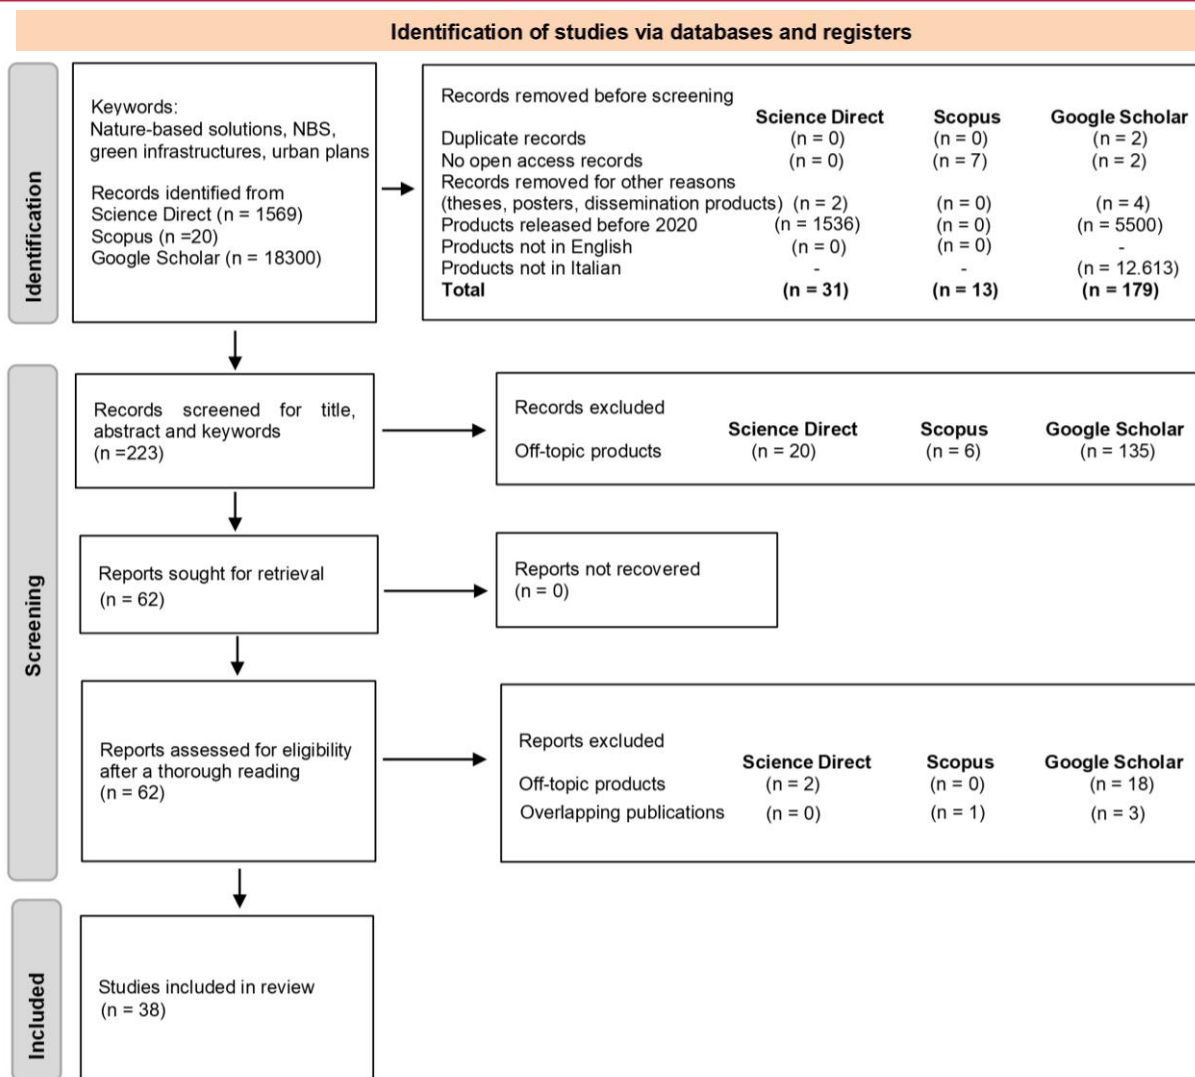 Identification of studies via databases and registers
Identification
Keywords:
Nature-based solutions, NBS,
green infrastructures, urban plans
Records identified from
Science Direct (n = 1569)
Scopus (n =20)
Google Scholar (n = 18300)
Records removed before screening
Science Direct Scopus Google Scholar
Duplicate records (n = 0) (n = 0) (n = 2)
No open access records (n = 0) (n = 7) (n = 2)
Records removed for other reasons
(theses, posters, dissemination products) (n = 2) (n = 0) (n = 4)
Products released before 2020 (n = 1536) (n = 0) (n = 5500)
Products not in English (n = 0) (n = 0) -
Products not in Italian - - (n = 12.613)
Total (n = 31) (n = 13) (n = 179)
Screening
Records screened for title,
abstract and keywords
(n =223)
Records excluded
Science Direct Scopus Google Scholar
Off-topic products (n = 20) (n = 6) (n = 135)
Reports sought for retrieval
(n = 62)
Reports not recovered
(n = 0)
Reports assessed for eligibility
after a thorough reading
(n = 62)
Reports excluded
Science Direct Scopus Google Scholar
Off-topic products (n = 2) (n = 0) (n = 18)
Overlapping publications (n = 0) (n = 1) (n = 3)
Included
Studies included in review
(n = 38)